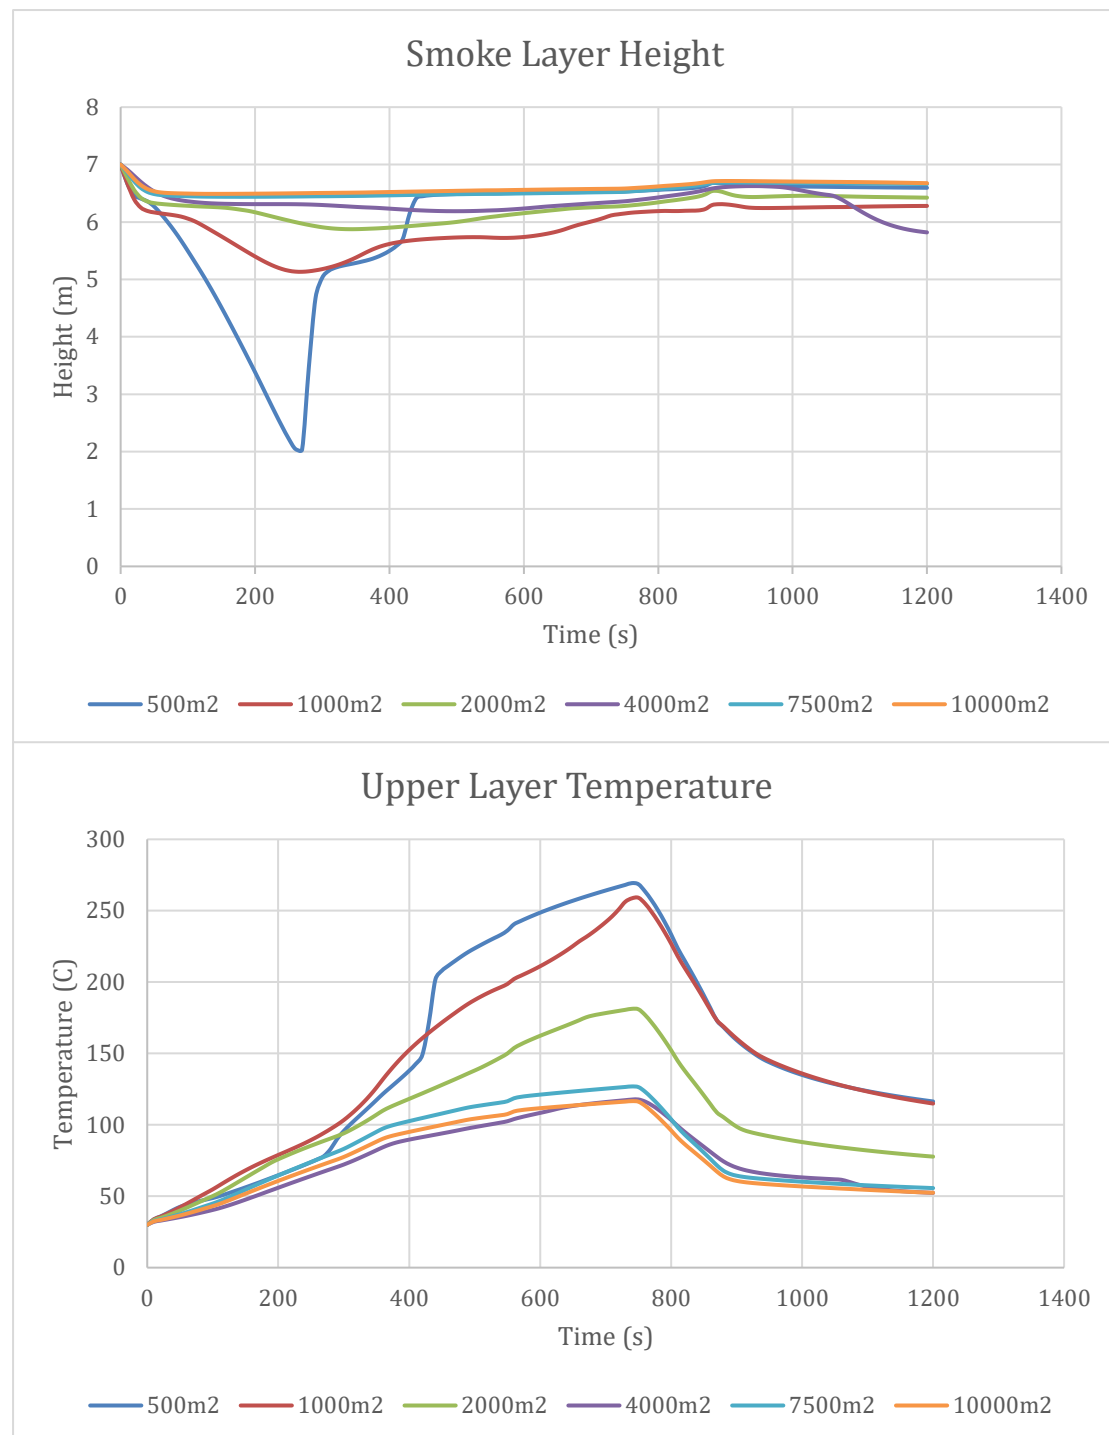 Smoke Layer Height
8
7
6
5
4
3
2
1
0
Height (m)
0 200 400 600 800 1000 1200 1400
Time (s)
500m2 1000m2 2000m2 4000m2 7500m2 10000m2
Upper Layer Temperature
300
250
200
150
100
50
0
Temperature (C)
0 200 400 600 800 1000 1200 1400
Time (s)
500m2 1000m2 2000m2 4000m2 7500m2 10000m2